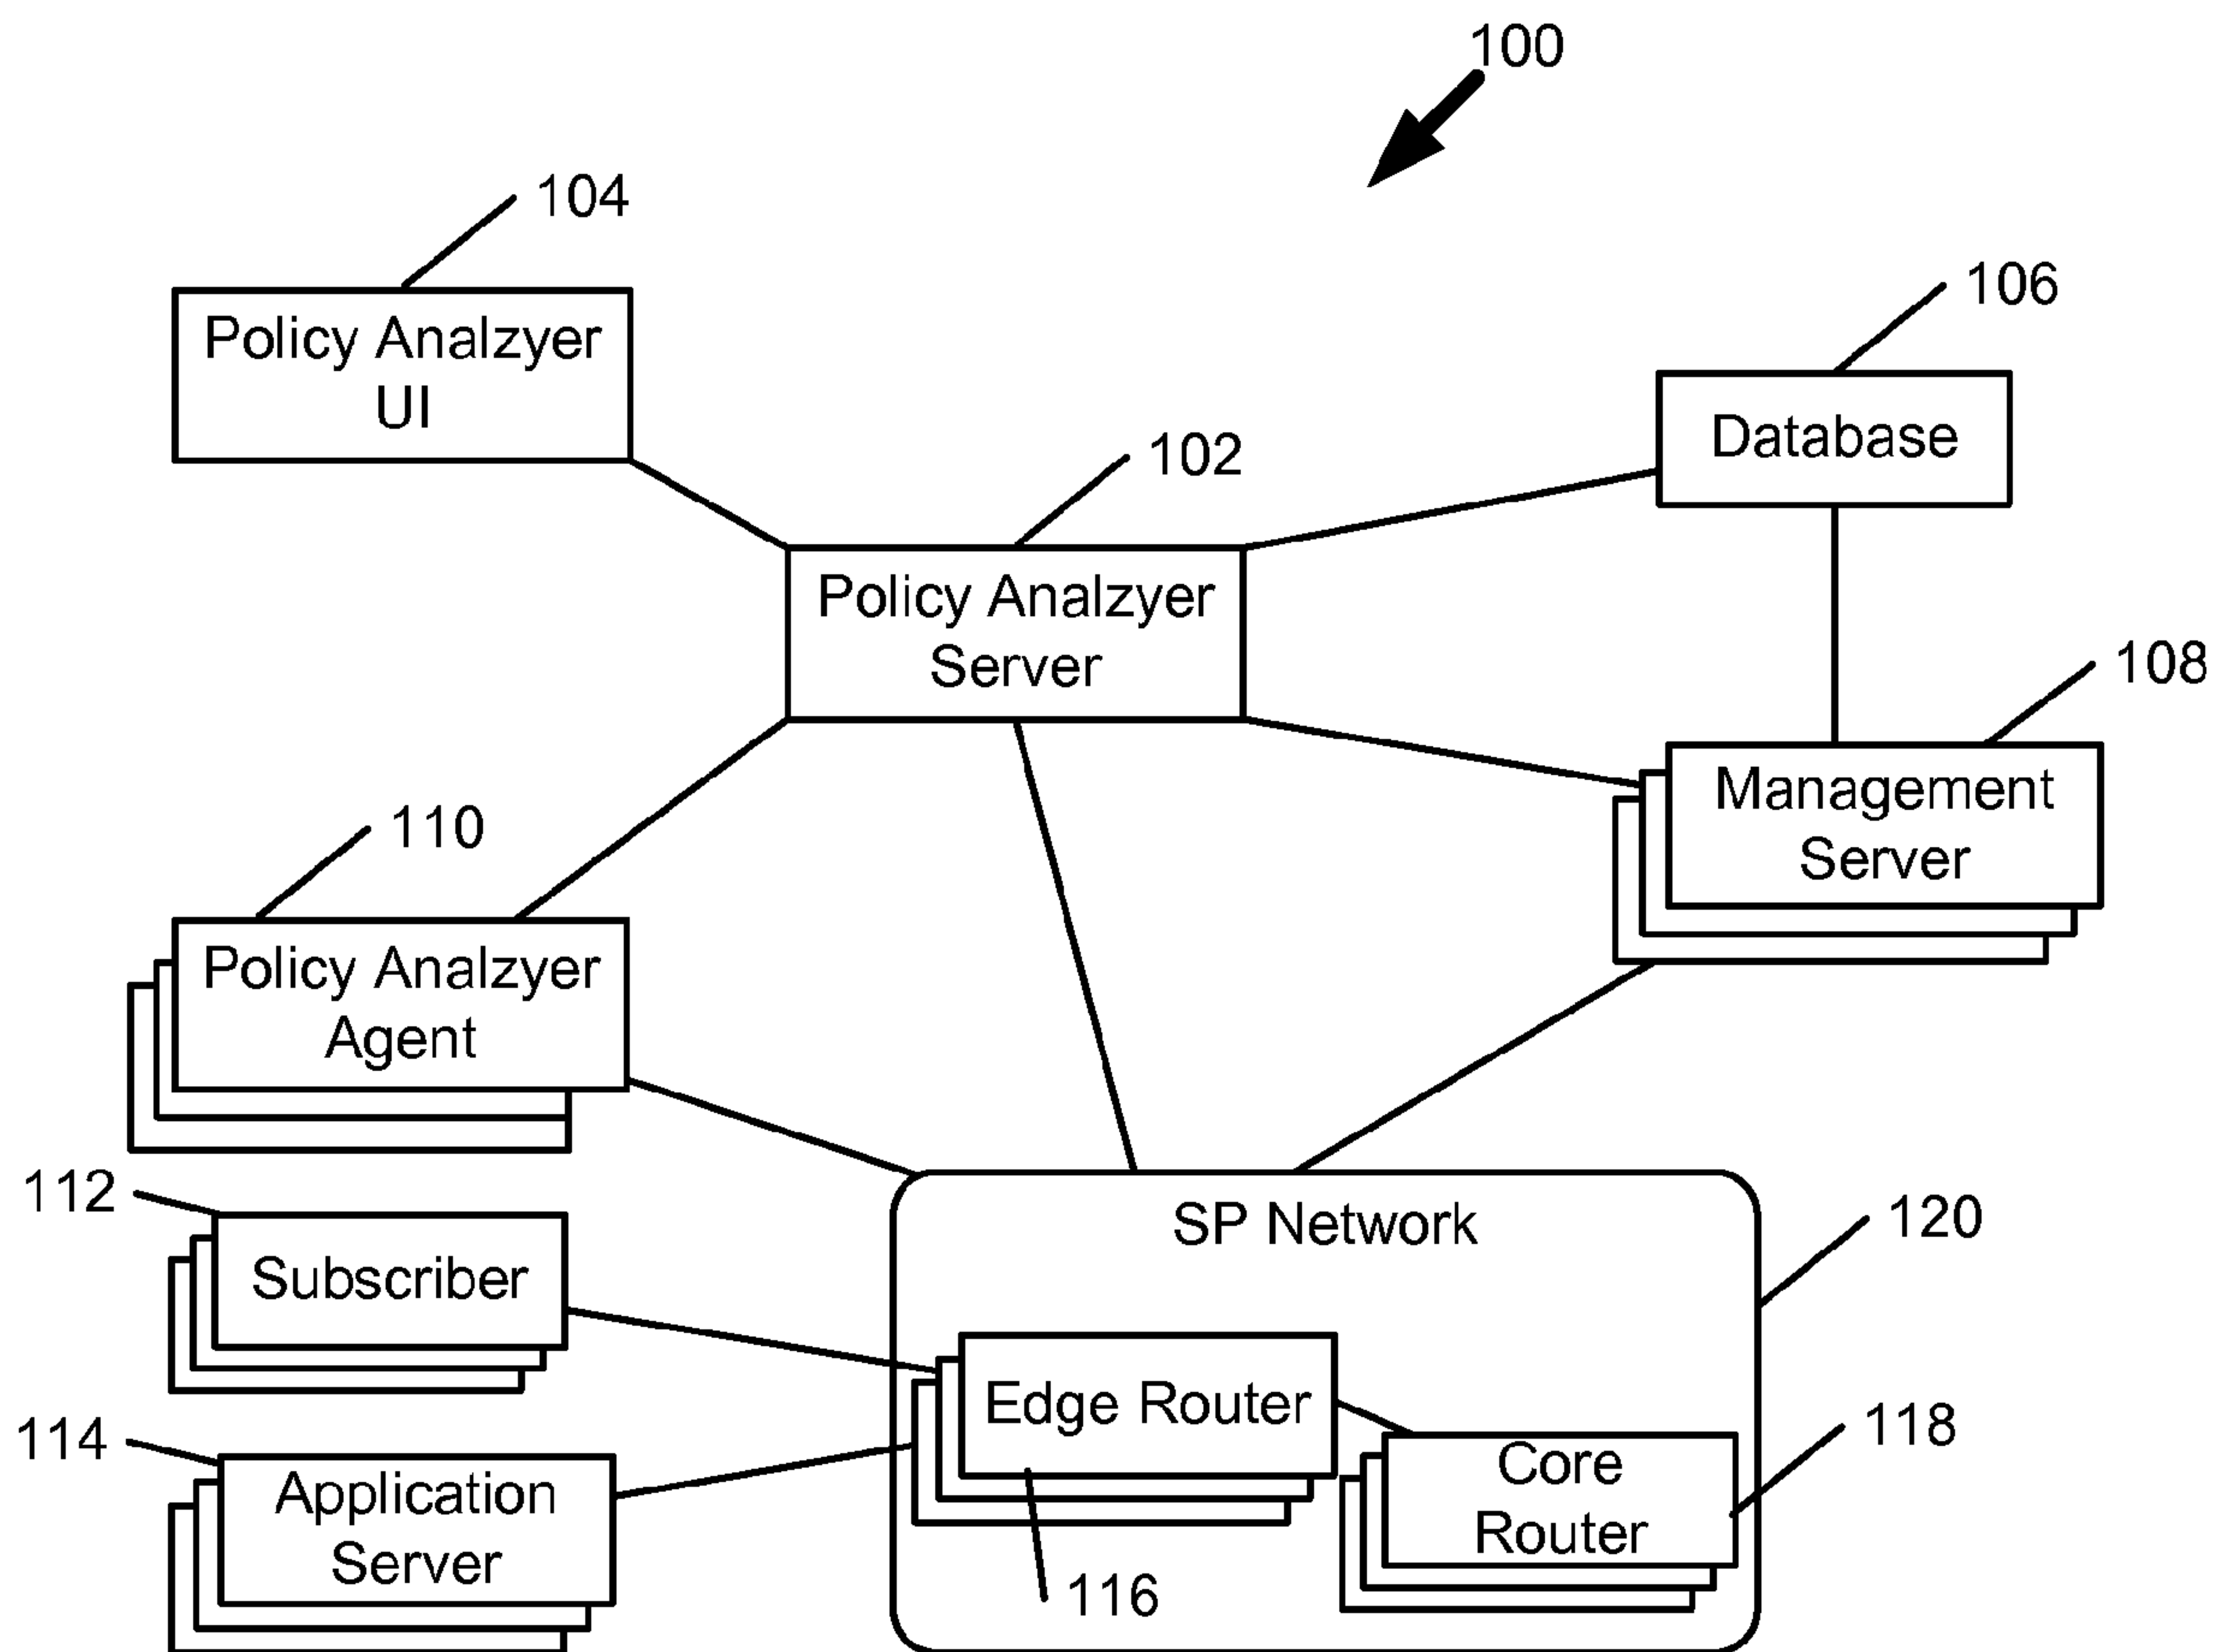 100
104
Policy Analzyer
UI
106
Database
102
Policy Analzyer
Server
108
Management
Server
110
Policy Analzyer
Agent
112
Subscriber
SP Network
120
Edge Router
114
Application
Server
118
Core
Router
116